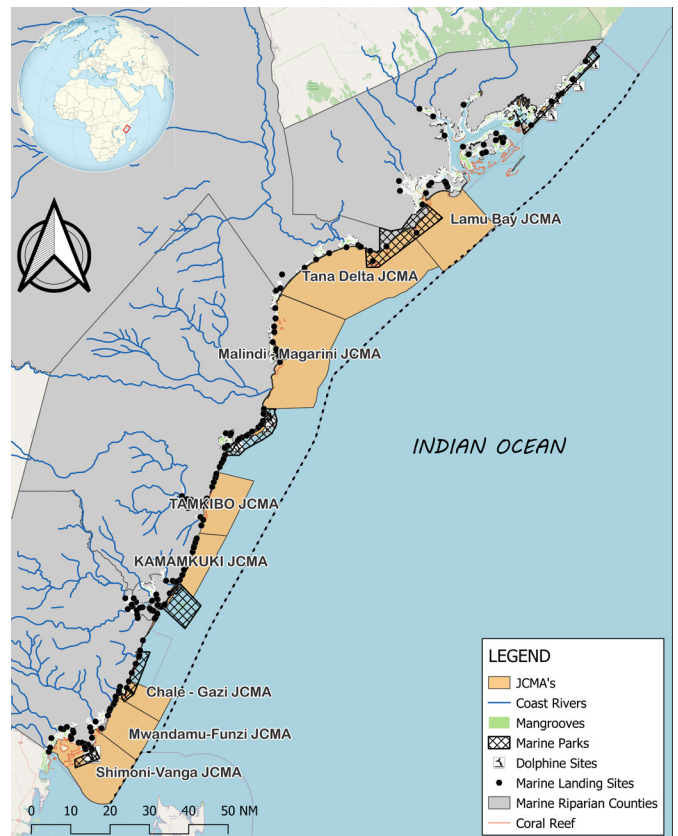 Lamu Bay JCMA
Tana Delta JCMA
Malindi - Magarini JCMA
INDIAN OCEAN
TAMKIBO JCMA
KAMAMKUKI JCMA
Chale - Gazi JCMA
Mwandamu-Funzi JCMA
Shimoni-Vanga JCMA
LEGEND
JCMA's
Coast Rivers
Mangrooves
Marine Parks
Dolphine Sites
Marine Landing Sites
Marine Riparian Counties
Coral Reef
0 10 20 30 40 50 NM